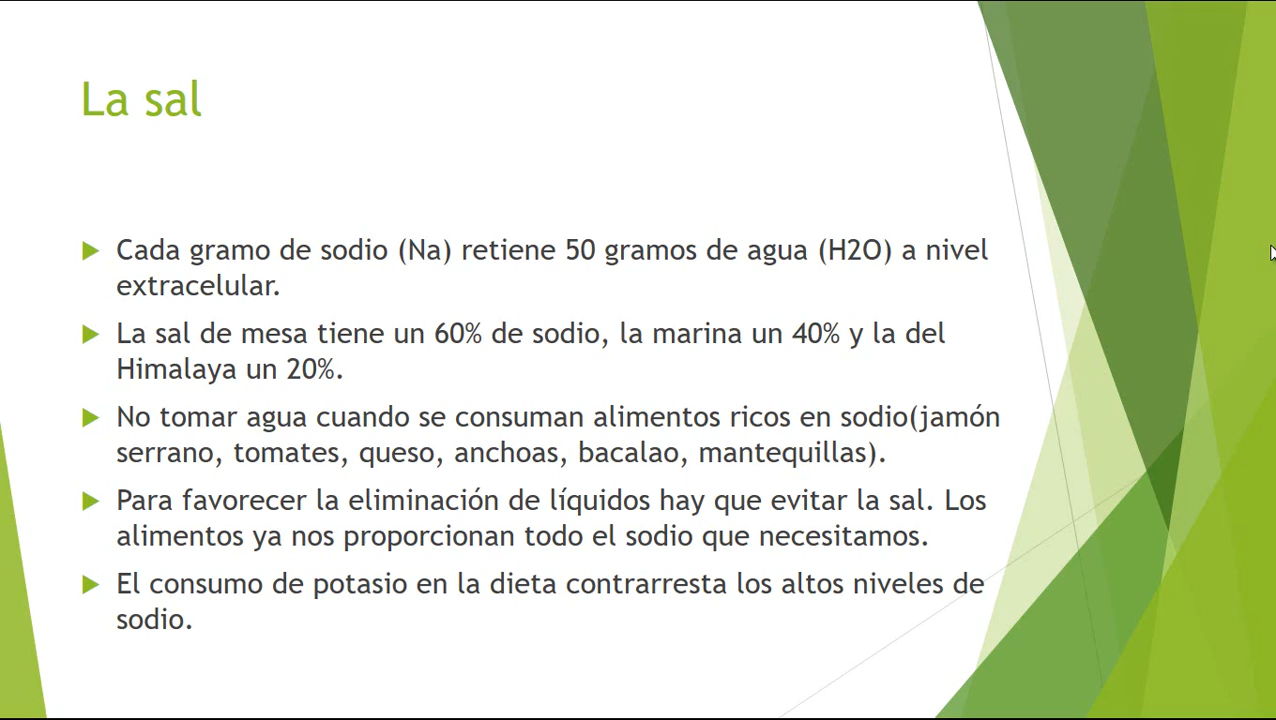 La sal
Cada gramo de sodio (Na) retiene 50 gramos de agua (H2O) a nivel
extracelular.
La sal de mesa tiene un 60% de sodio, la marina un 40% y la del
Himalaya un 20%.
No tomar agua cuando se consuman alimentos ricos en sodio(jamón
serrano, tomates, queso, anchoas, bacalao, mantequillas).
Para favorecer la eliminación de líquidos hay que evitar la sal. Los
alimentos ya nos proporcionan todo el sodio que necesitamos.
El consumo de potasio en la dieta contrarresta los altos niveles de
sodio.